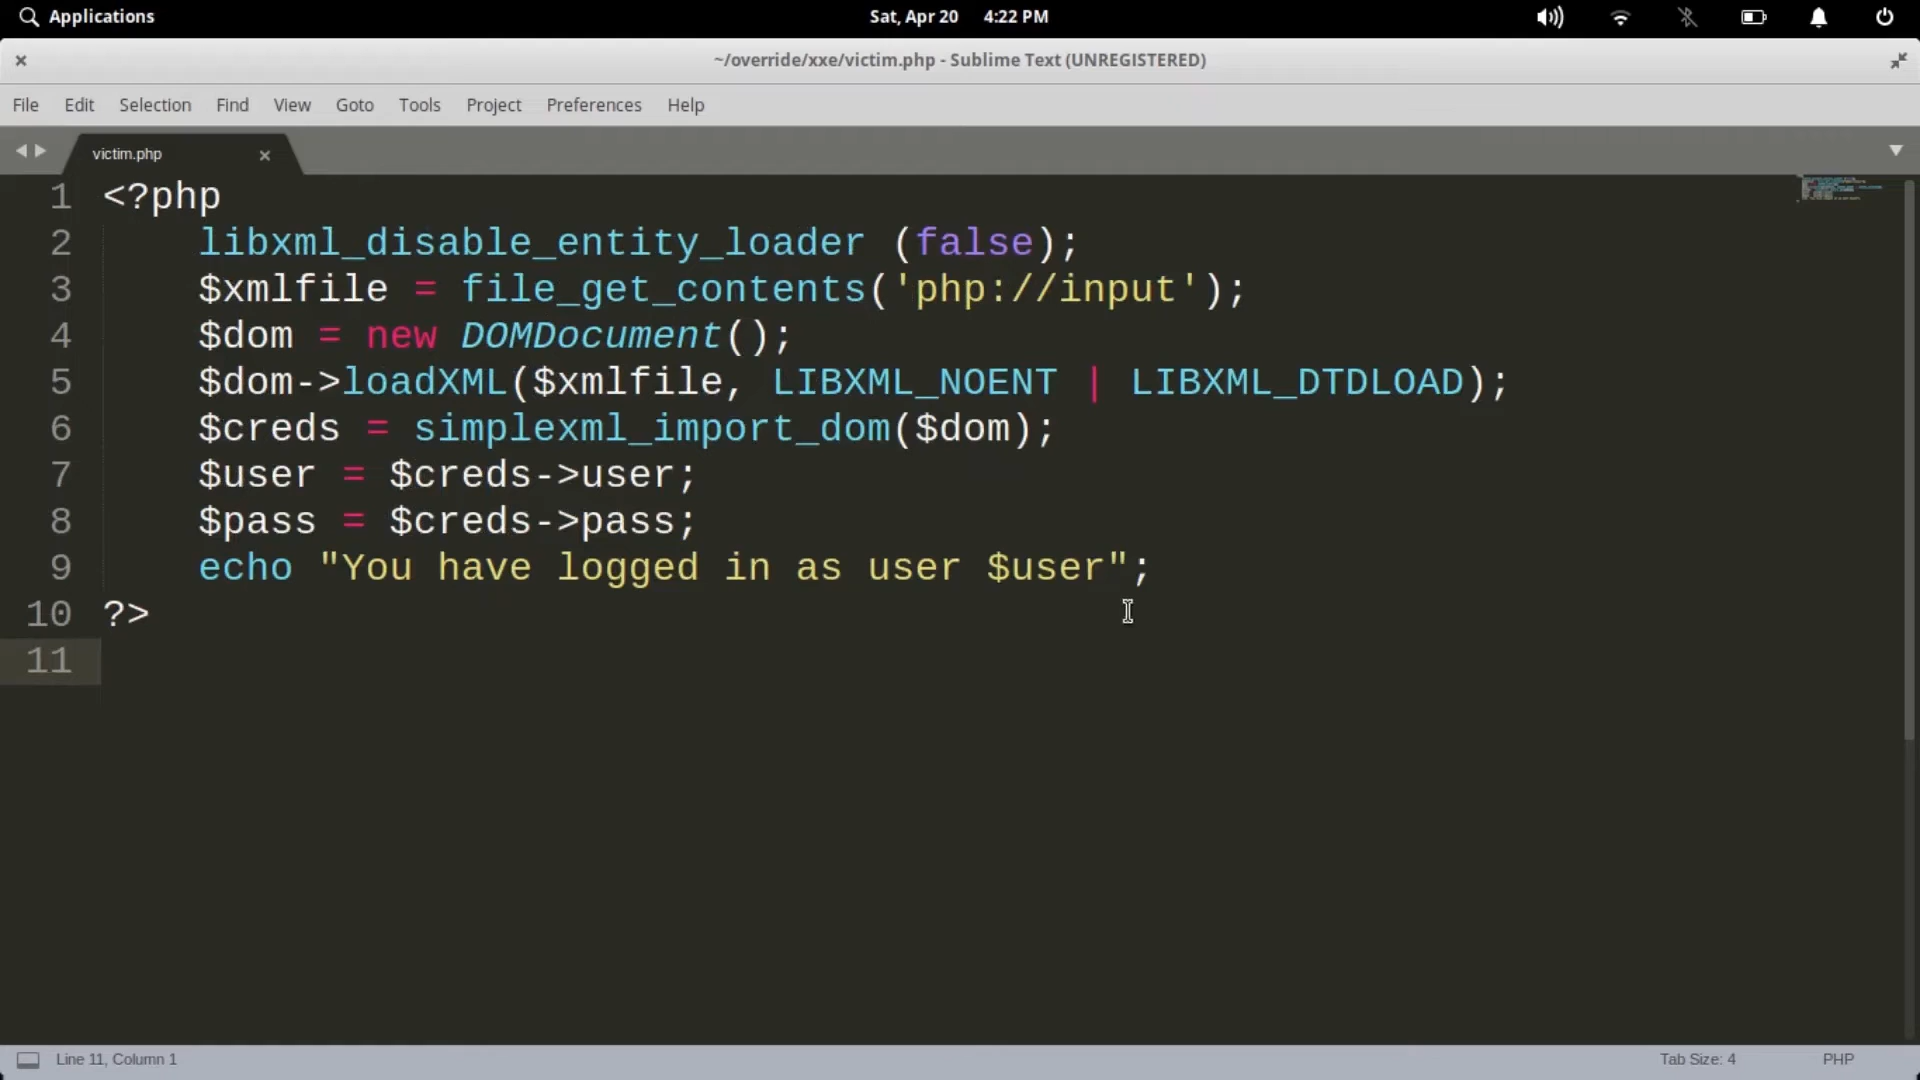 Applications
Sat, Apr 20 4:22 PM
~/override/xxe/victim.php - Sublime Text (UNREGISTERED)
File Edit Selection Find View Goto Tools Project Preferences Help
victim.php
1 <?php
2 libxml_disable_entity_loader (false);
3 $xmlfile = file_get_contents('php://input');
4 $dom = new DOMDocument();
5 $dom->loadXML($xmlfile, LIBXML_NOENT | LIBXML_DTDLOAD);
6 $creds = simplexml_import_dom($dom);
7 $user = $creds->user;
8 $pass = $creds->pass;
9 echo "You have logged in as user $user";
10 ?>
11
Line 11, Column 1 Tab Size: 4 PHP